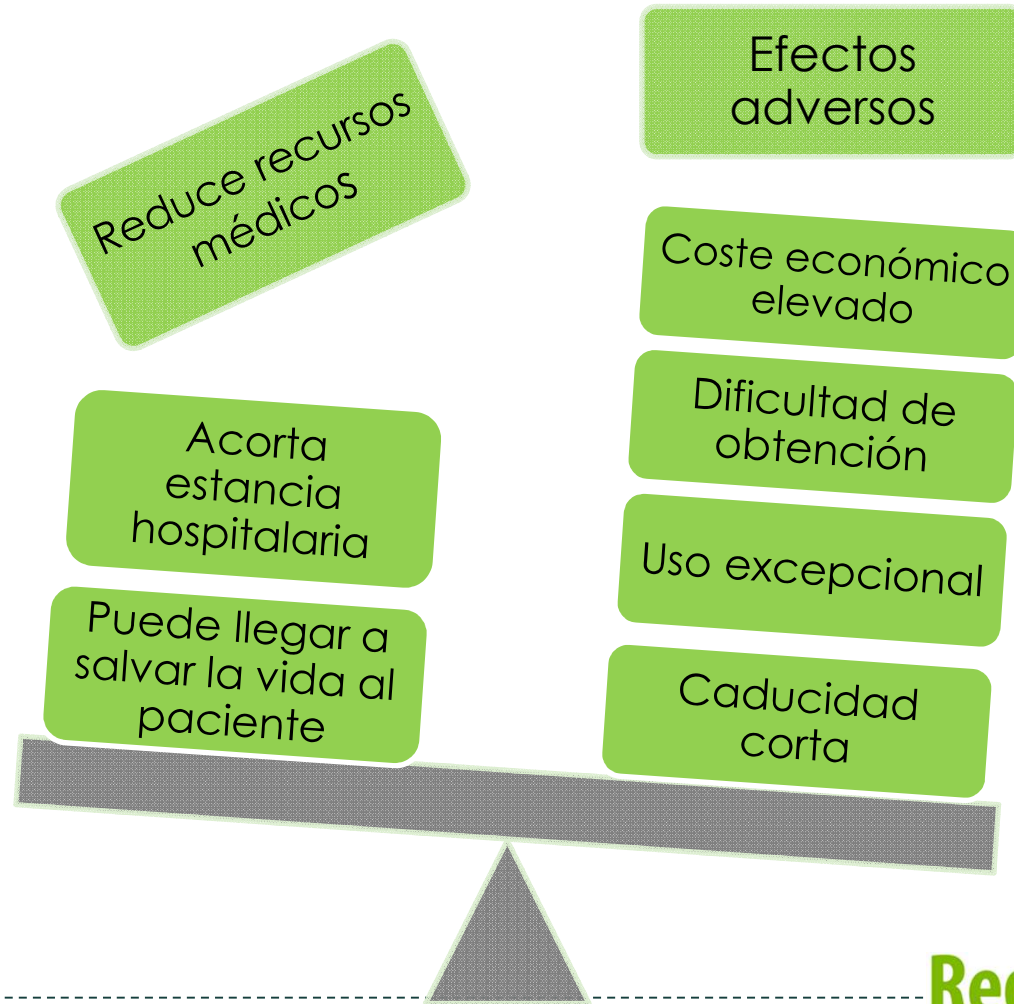 Reduce recursos
médicos
Acorta
estancia
hospitalaria
Puede llegar a
salvar la vida al
paciente
Efectos
adversos
Coste económico
elevado
Dificultad de
obtención
Uso excepcional
Caducidad
corta